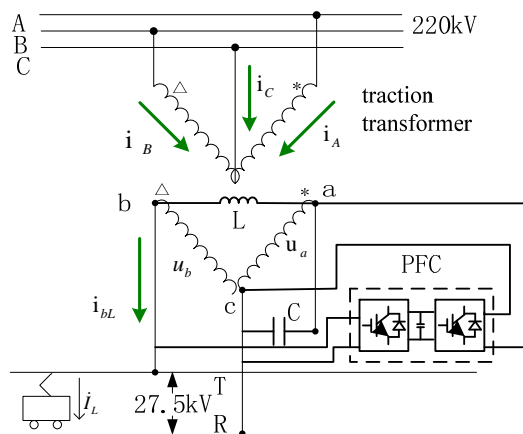 A
B
C
220kV
△
*
i_C
i_B
i_A
traction
transformer
△
*
b
a
L
u_b
u_a
c
C
PFC
i_bL
i_L
27.5kV
T
R